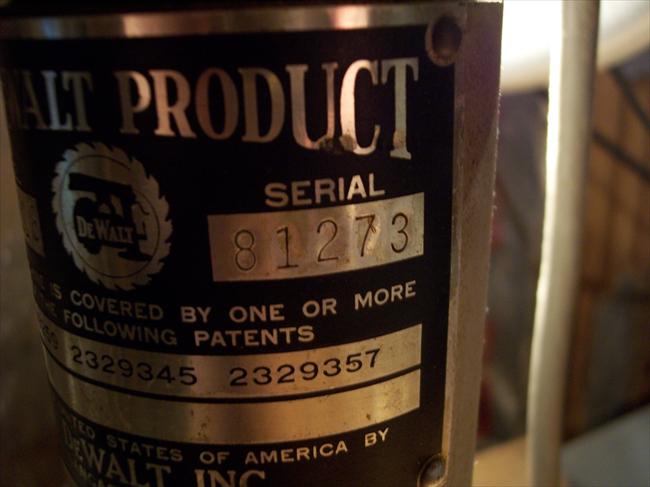 WALT PRODUCT
SERIAL
DEWALT
81273
IS COVERED BY ONE OR MORE
FOLLOWING PATENTS
2329345 2329357
STATES OF AMERICA BY
DEWALT INC